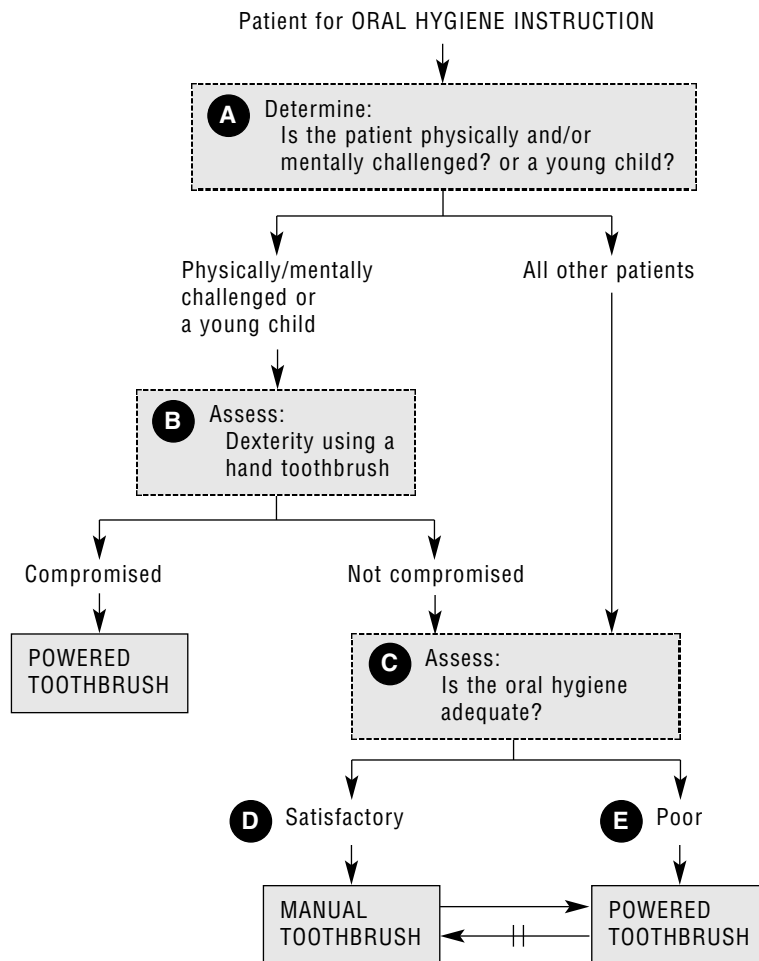 Patient for ORAL HYGIENE INSTRUCTION
A Determine:
Is the patient physically and/or
mentally challenged? or a young child?
Physically/mentally
challenged or
a young child
All other patients
B Assess:
Dexterity using a
hand toothbrush
Compromised
Not compromised
POWERED
TOOTHBRUSH
C Assess:
Is the oral hygiene
adequate?
D Satisfactory
E Poor
MANUAL
TOOTHBRUSH
POWERED
TOOTHBRUSH